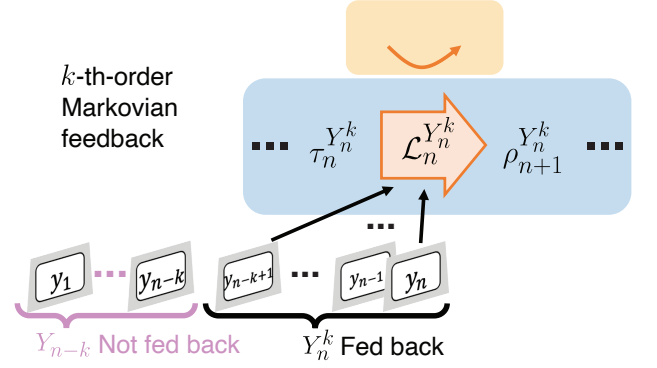 k-th-order
Markovian
feedback
... τ_n^{Y_n^k} 𝓛_n^{Y_n^k} ρ_{n+1}^{Y_n^k} ...
...
y_1 ... y_{n-k} y_{n-k+1} ... y_{n-1} y_n
Y_{n-k} Not fed back Y_n^k Fed back